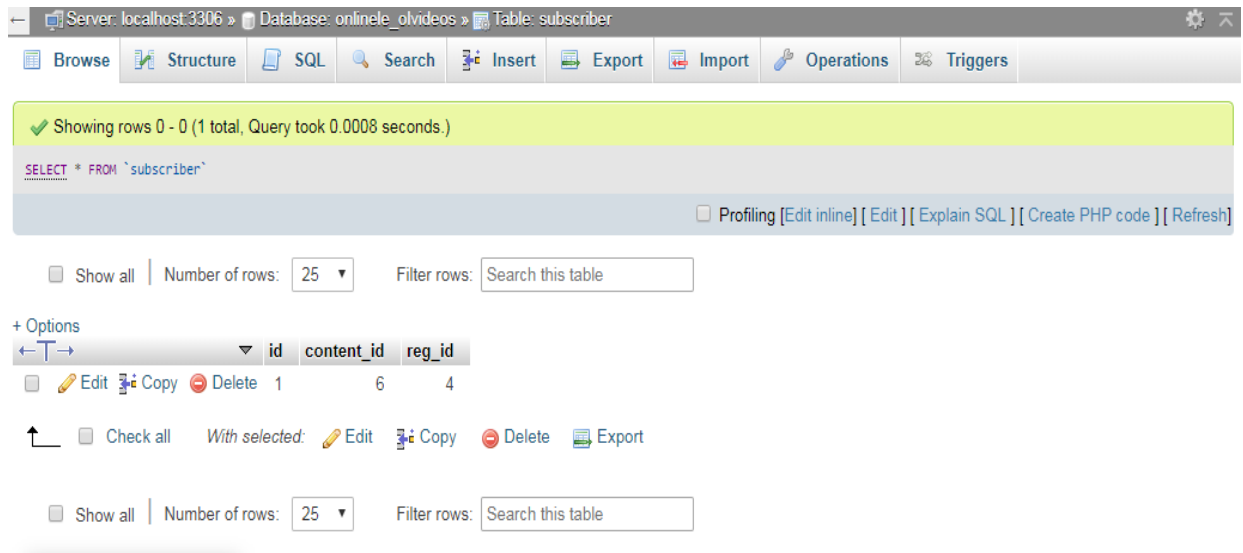 Server: localhost:3306 » Database: onlinele_olvideos » Table: subscriber
Browse Structure SQL Search Insert Export Import Operations Triggers
Showing rows 0 - 0 (1 total, Query took 0.0008 seconds.)
SELECT * FROM `subscriber`
Profiling [Edit inline] [ Edit ] [ Explain SQL ] [ Create PHP code ] [ Refresh]
Show all Number of rows: 25 Filter rows: Search this table
+ Options
←T→ id content_id reg_id
Edit Copy Delete 1 6 4
Check all With selected: Edit Copy Delete Export
Show all Number of rows: 25 Filter rows: Search this table